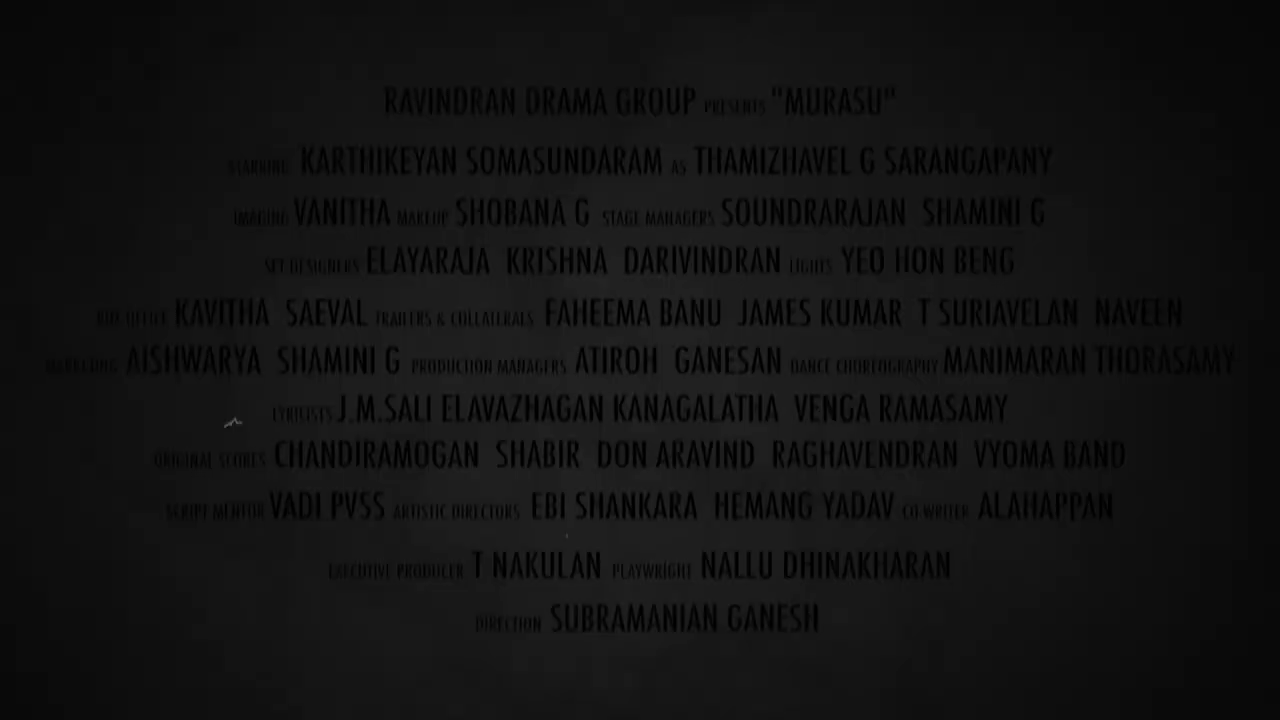 RAVINDRAN DRAMA GROUP PRESENTS "MURASU"
STARRING KARTHIKEYAN SOMASUNDARAM AS THAMIZHAVEL G SARANGAPANY
IMAGING VANITHA MAKEUP SHOBANA G STAGE MANAGERS SOUNDRARAJAN SHAMINI G
SET DESIGNERS ELAYARAJA KRISHNA DARIVINDRAN LIGHTS YEO HON BENG
BOX OFFICE KAVITHA SAEVAL TRAILERS & COLLATERALS FAHEEMA BANU JAMES KUMAR T SURIAVELAN NAVEEN
MARKETING AISHWARYA SHAMINI G PRODUCTION MANAGERS ATIROH GANESAN DANCE CHOREOGRAPHY MANIMARAN THORASAMY
LYRICISTS J.M.SALI ELAVAZHAGAN KANAGALATHA VENGA RAMASAMY
ORIGINAL SCORES CHANDIRAMOGAN SHABIR DON ARAVIND RAGHAVENDRAN VYOMA BAND
SCRIPT MENTOR VADI PVSS ARTISTIC DIRECTORS EBI SHANKARA HEMANG YADAV CO-WRITER ALAHAPPAN
EXECUTIVE PRODUCER T NAKULAN PLAYWRIGHT NALLU DHINAKHARAN
DIRECTION SUBRAMANIAN GANESH